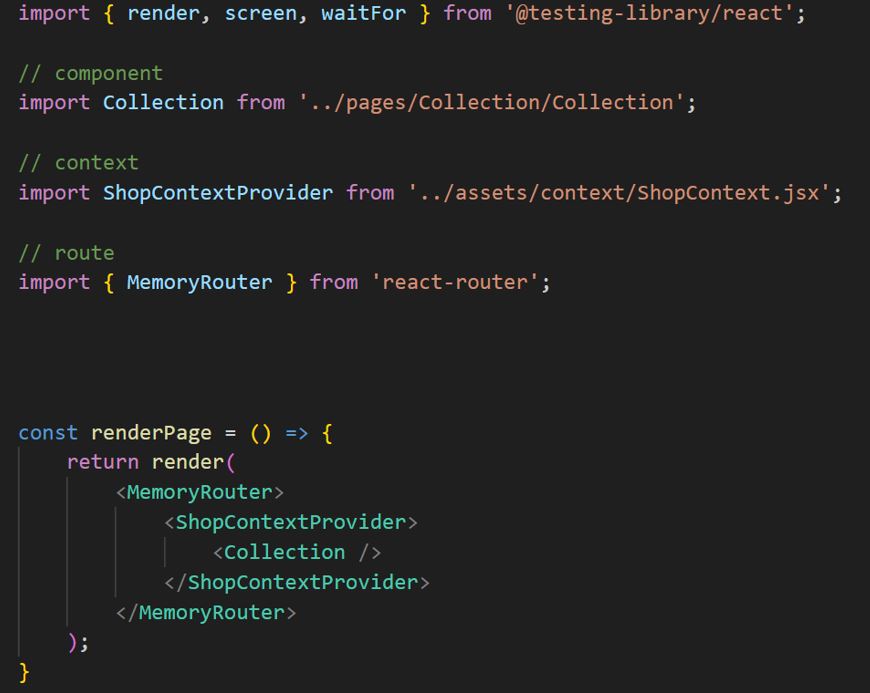 import { render, screen, waitFor } from '@testing-library/react';
// component
import Collection from '../pages/Collection/Collection';
// context
import ShopContextProvider from '../assets/context/ShopContext.jsx';
// route
import { MemoryRouter } from 'react-router';
const renderPage = () => {
    return render(
        <MemoryRouter>
            <ShopContextProvider>
                <Collection />
            </ShopContextProvider>
        </MemoryRouter>
    );
}